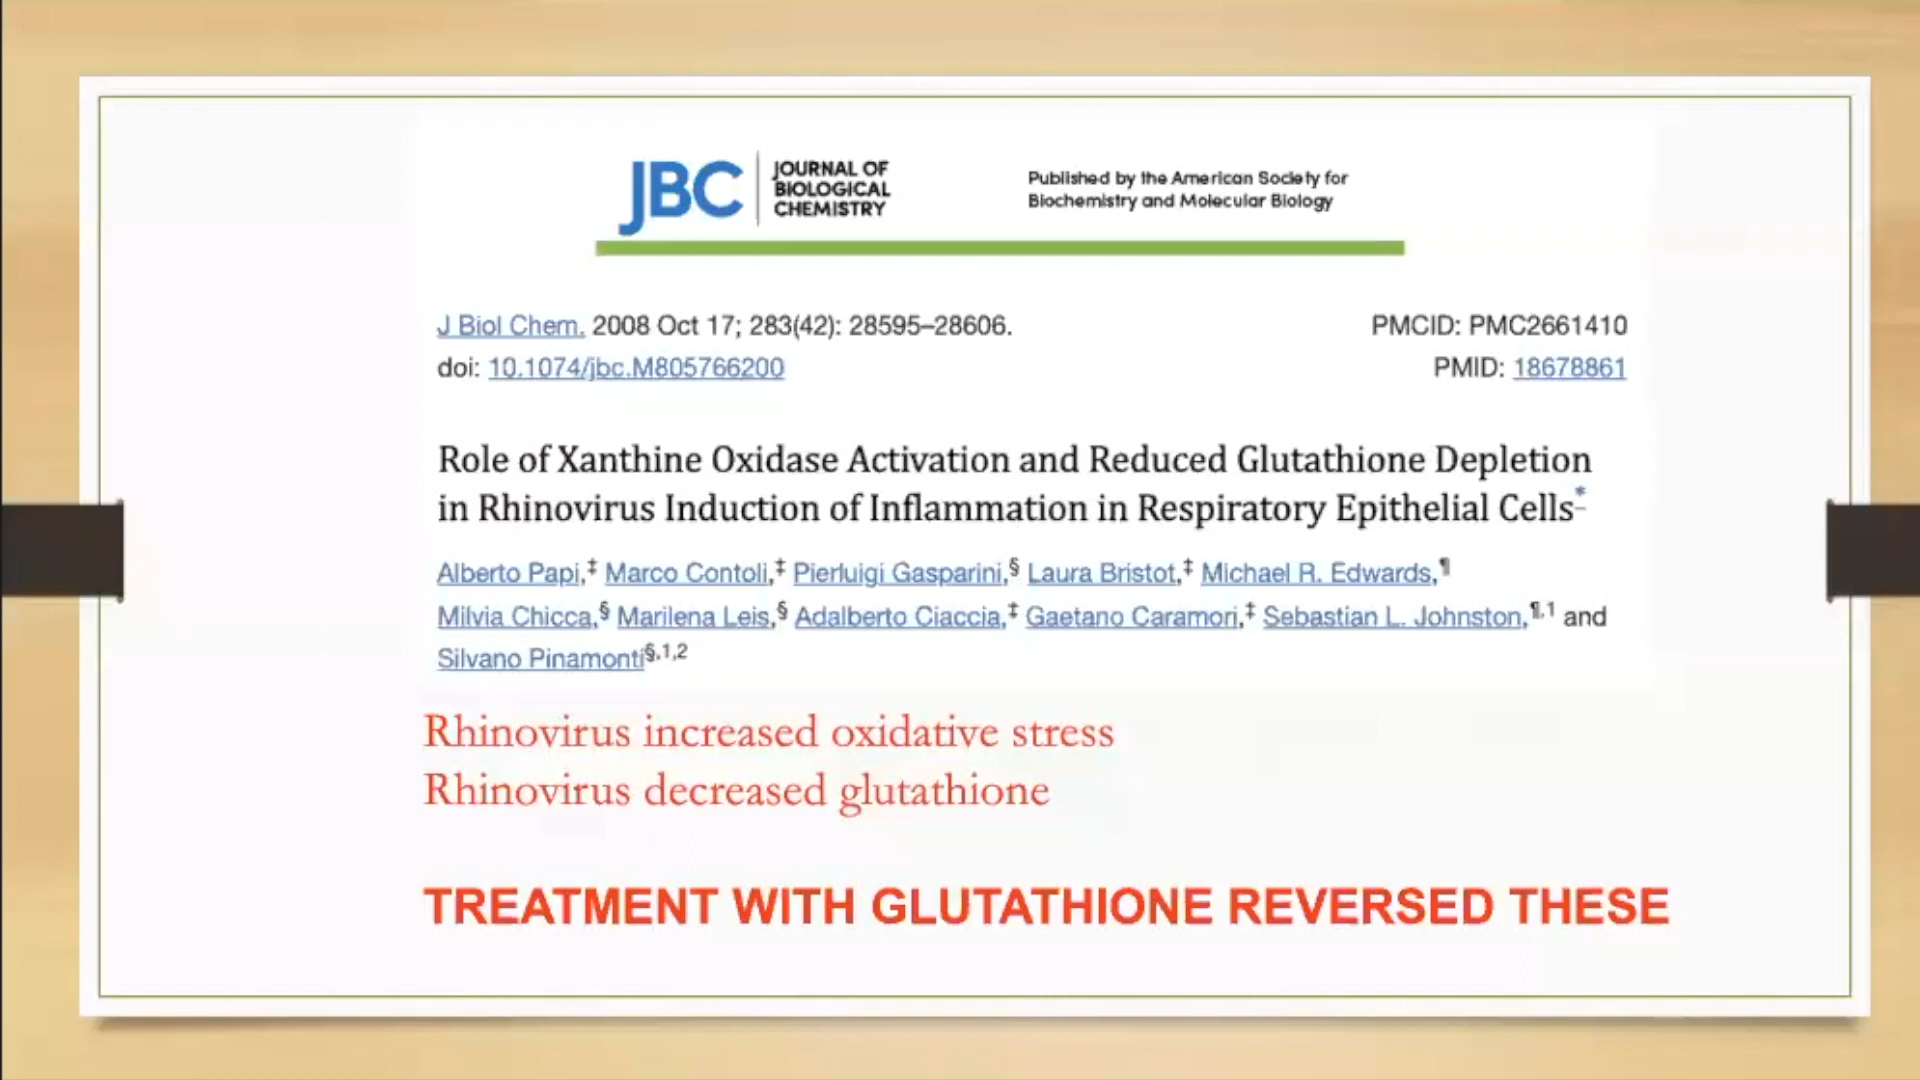 JBC JOURNAL OF BIOLOGICAL CHEMISTRY
Published by the American Society for
Biochemistry and Molecular Biology
J Biol Chem. 2008 Oct 17; 283(42): 28595–28606.
PMCID: PMC2661410
doi: 10.1074/jbc.M805766200
PMID: 18678861
Role of Xanthine Oxidase Activation and Reduced Glutathione Depletion
in Rhinovirus Induction of Inflammation in Respiratory Epithelial Cells*
Alberto Papi,‡ Marco Contoli,‡ Pierluigi Gasparini,§ Laura Bristot,‡ Michael R. Edwards,¶
Milvia Chicca,§ Marilena Leis,§ Adalberto Ciaccia,‡ Gaetano Caramori,‡ Sebastian L. Johnston,¶,1 and
Silvano Pinamonti§,1,2
Rhinovirus increased oxidative stress
Rhinovirus decreased glutathione
TREATMENT WITH GLUTATHIONE REVERSED THESE